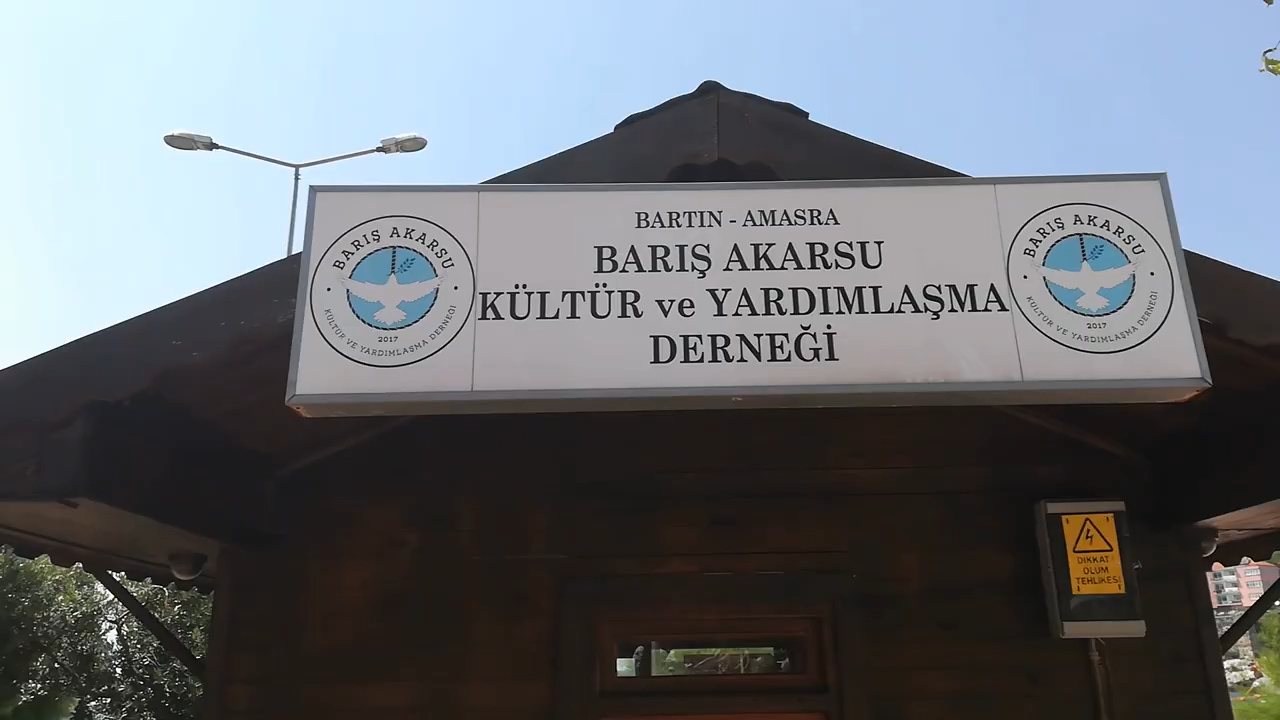 BARTIN - AMASRA
BARIŞ AKARSU
KÜLTÜR ve YARDIMLAŞMA
DERNEĞİ
BARIŞ AKARSU
2017
KÜLTÜR VE YARDIMLAŞMA DERNEĞİ
BARIŞ AKARSU
2017
KÜLTÜR VE YARDIMLAŞMA DERNEĞİ
DİKKAT!
ÖLÜM
TEHLİKESİ